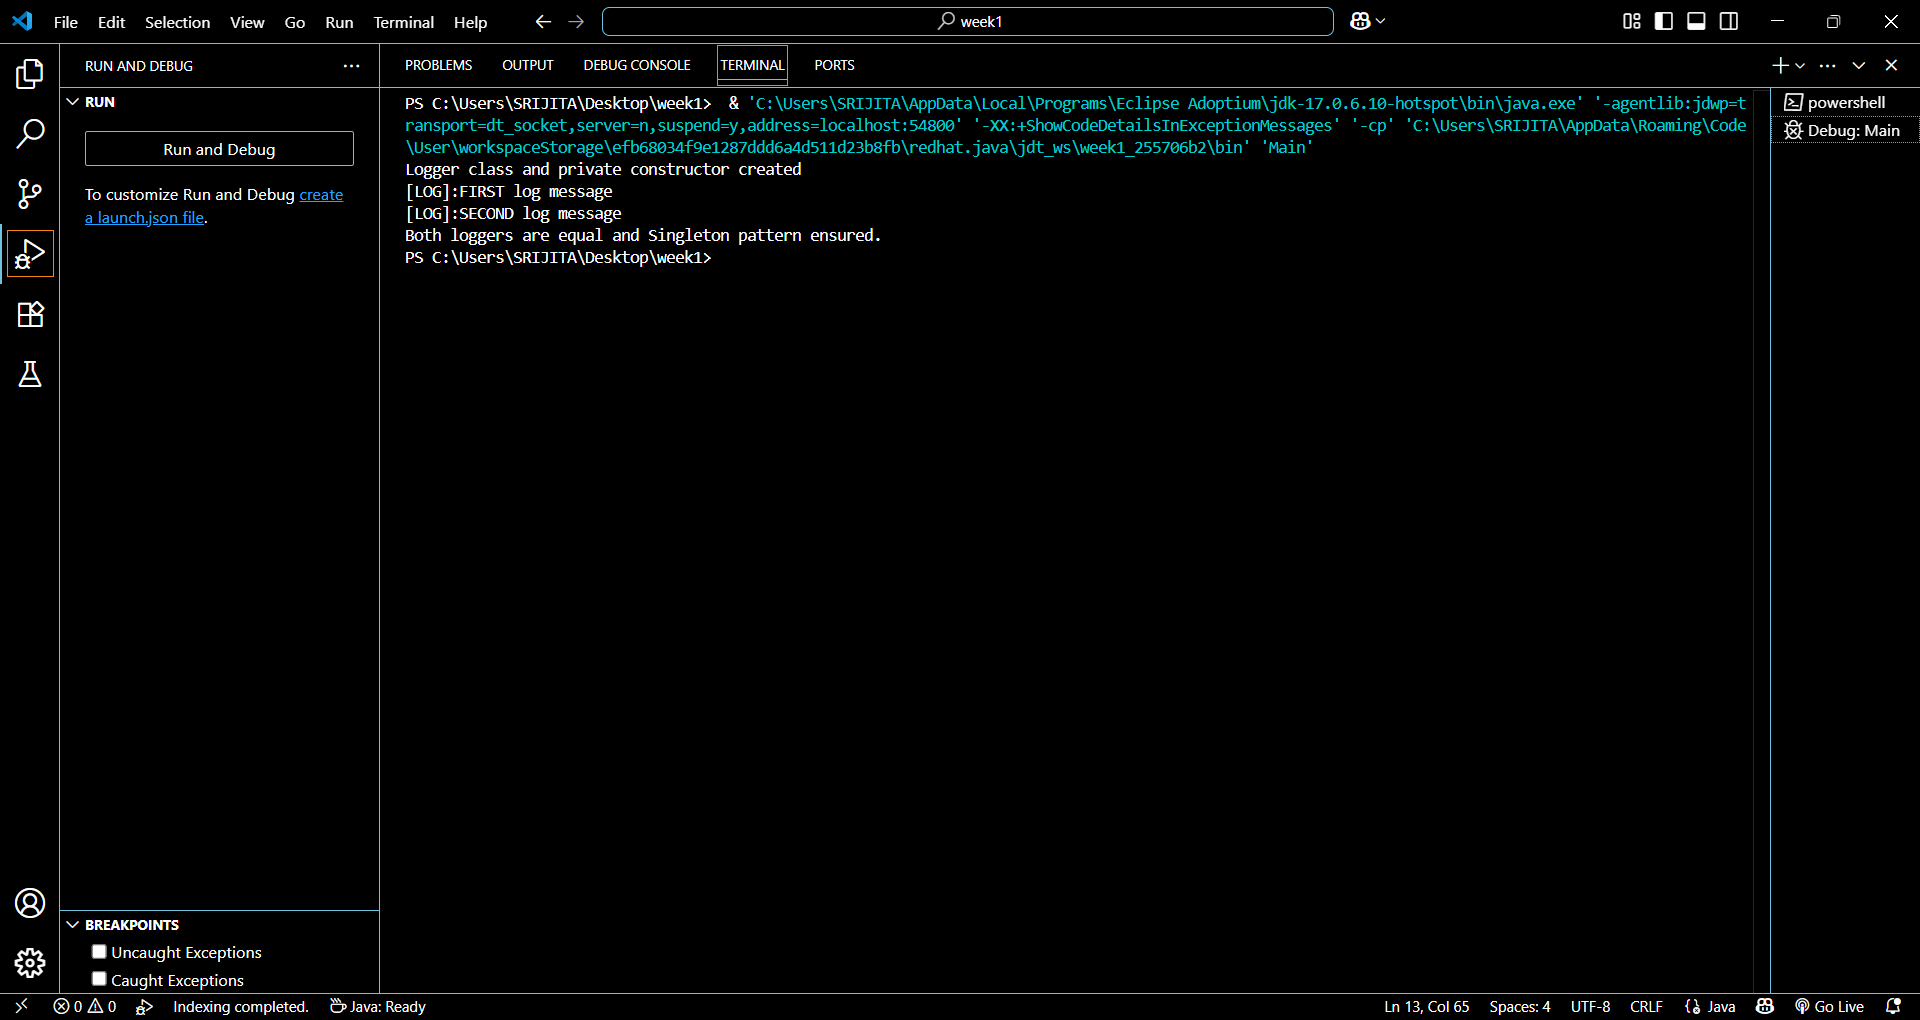 File Edit Selection View Go Run Terminal Help
week1
RUN AND DEBUG
RUN
Run and Debug
To customize Run and Debug create
a launch.json file.
PROBLEMS OUTPUT DEBUG CONSOLE TERMINAL PORTS
PS C:\Users\SRIJITA\Desktop\week1>  & 'C:\Users\SRIJITA\AppData\Local\Programs\Eclipse Adoptium\jdk-17.0.6.10-hotspot\bin\java.exe' '-agentlib:jdwp=t
ransport=dt_socket,server=n,suspend=y,address=localhost:54800' '-XX:+ShowCodeDetailsInExceptionMessages' '-cp' 'C:\Users\SRIJITA\AppData\Roaming\Code
\User\workspaceStorage\efb68034f9e1287ddd6a4d511d23b8fb\redhat.java\jdt_ws\week1_255706b2\bin' 'Main'
Logger class and private constructor created
[LOG]:FIRST log message
[LOG]:SECOND log message
Both loggers are equal and Singleton pattern ensured.
PS C:\Users\SRIJITA\Desktop\week1>
powershell
Debug: Main
BREAKPOINTS
Uncaught Exceptions
Caught Exceptions
0 0 Indexing completed. Java: Ready
Ln 13, Col 65 Spaces: 4 UTF-8 CRLF Java Go Live